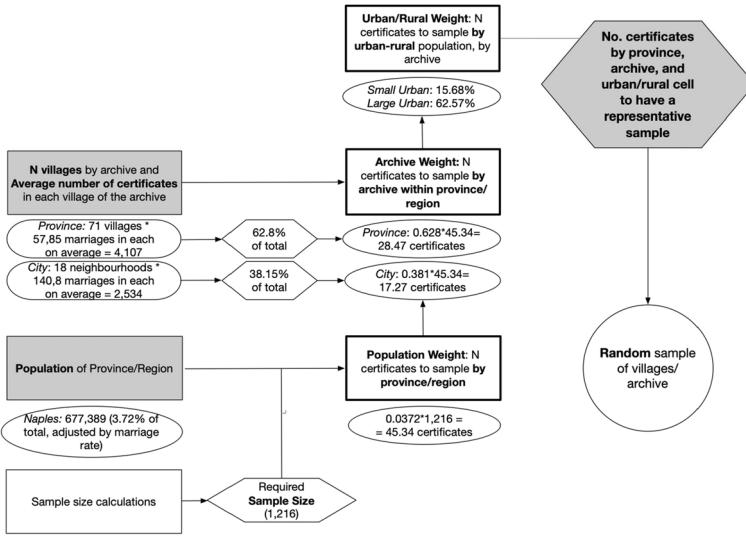 Urban/Rural Weight: N
certificates to sample by
urban-rural population, by
archive
No. certificates
by province,
archive, and
urban/rural cell
to have a
representative
sample
Small Urban: 15.68%
Large Urban: 62.57%
N villages by archive and
Average number of certificates
in each village of the archive
Archive Weight: N
certificates to sample by
archive within province/
region
Province: 71 villages *
57,85 marriages in each
on average = 4,107
62.8%
of total
Province: 0.628*45.34=
28.47 certificates
City: 18 neighbourhoods *
140,8 marriages in each
on average = 2,534
38.15%
of total
City: 0.381*45.34=
17.27 certificates
Population of Province/Region
Population Weight: N
certificates to sample by
province/region
Random sample
of villages/
archive
Naples: 677,389 (3.72% of
total, adjusted by marriage
rate)
0.0372*1,216 =
= 45.34 certificates
Sample size calculations
Required
Sample Size
(1,216)